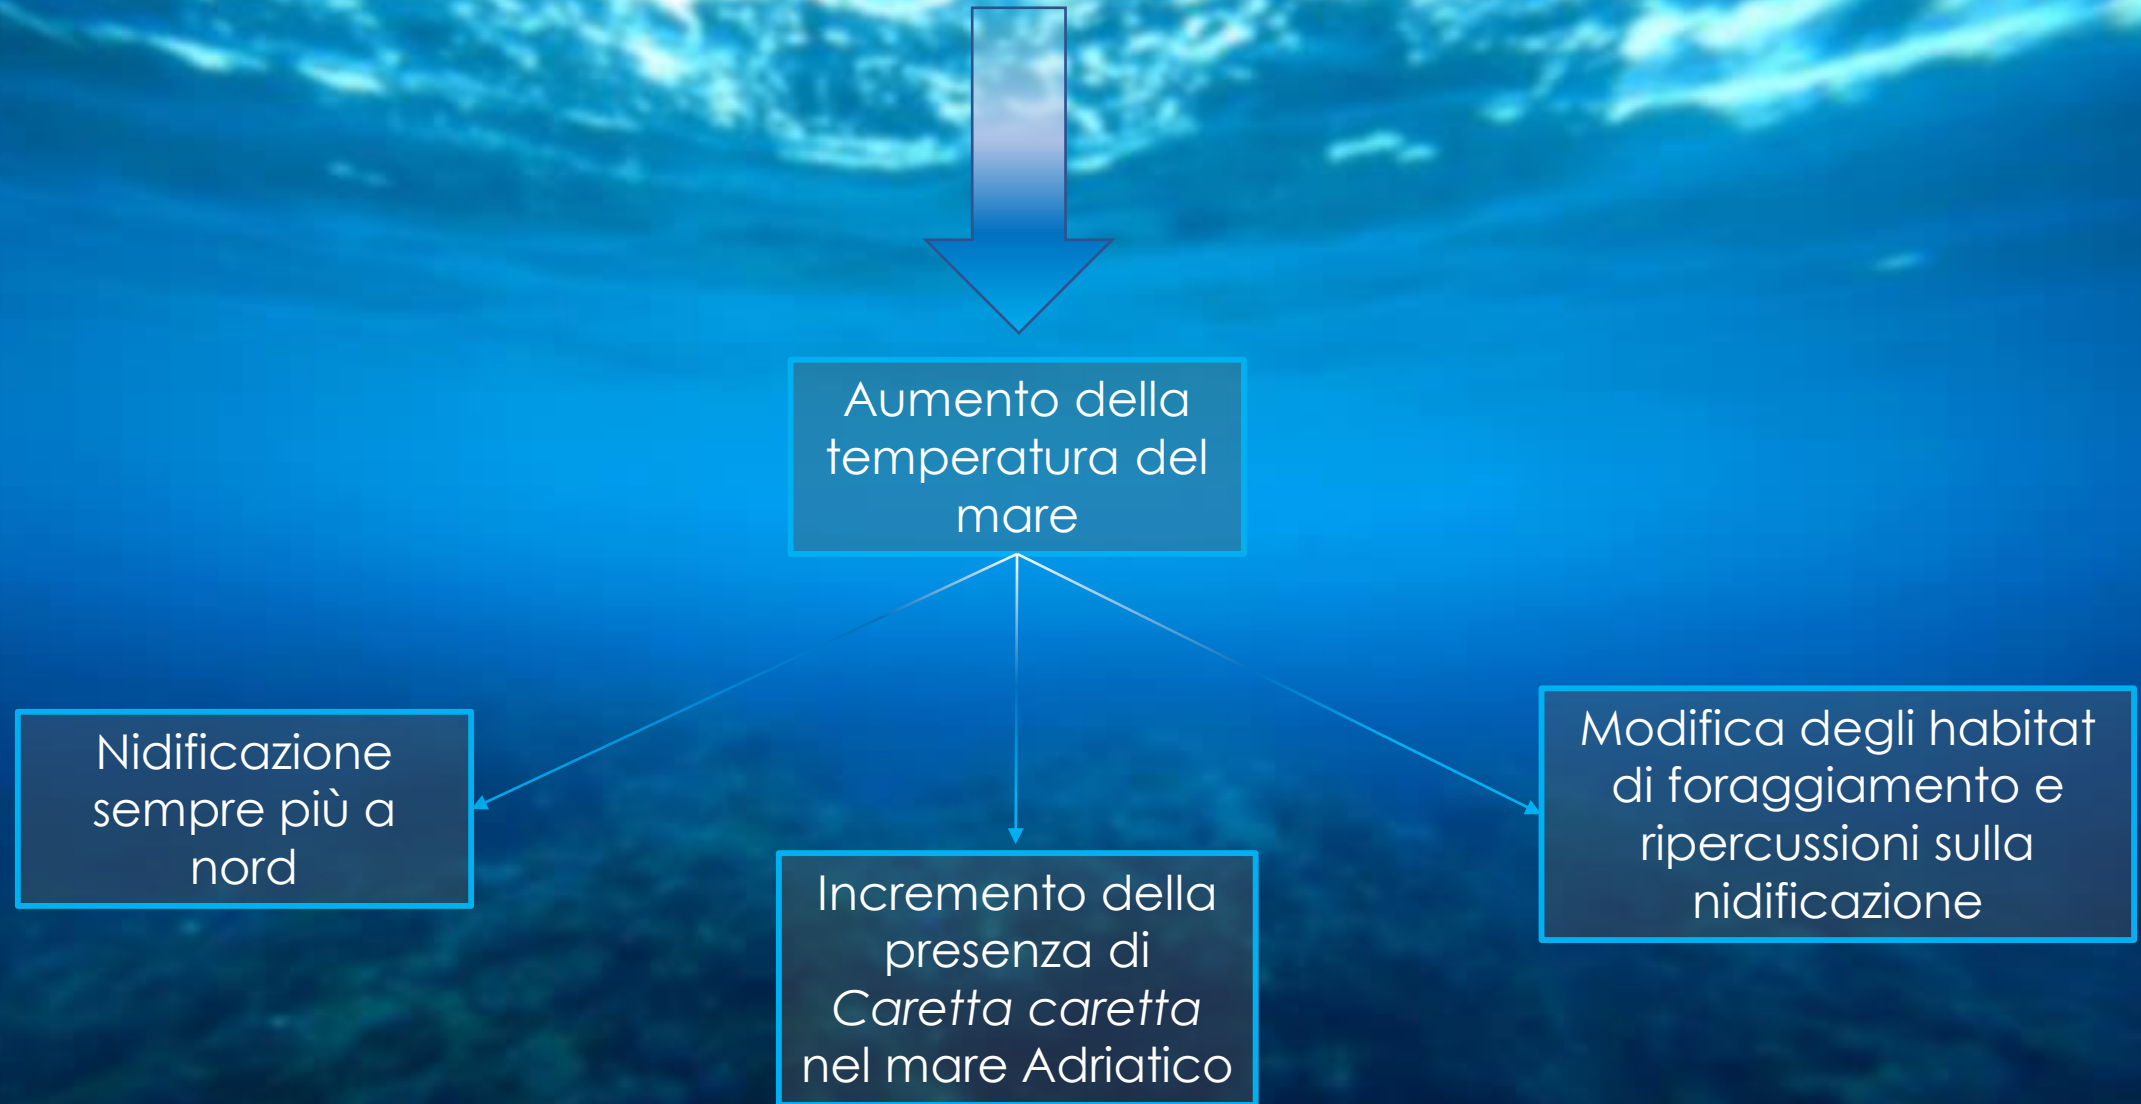 Aumento della
temperatura del
mare
Nidificazione
sempre più a
nord
Incremento della
presenza di
Caretta caretta
nel mare Adriatico
Modifica degli habitat
di foraggiamento e
ripercussioni sulla
nidificazione